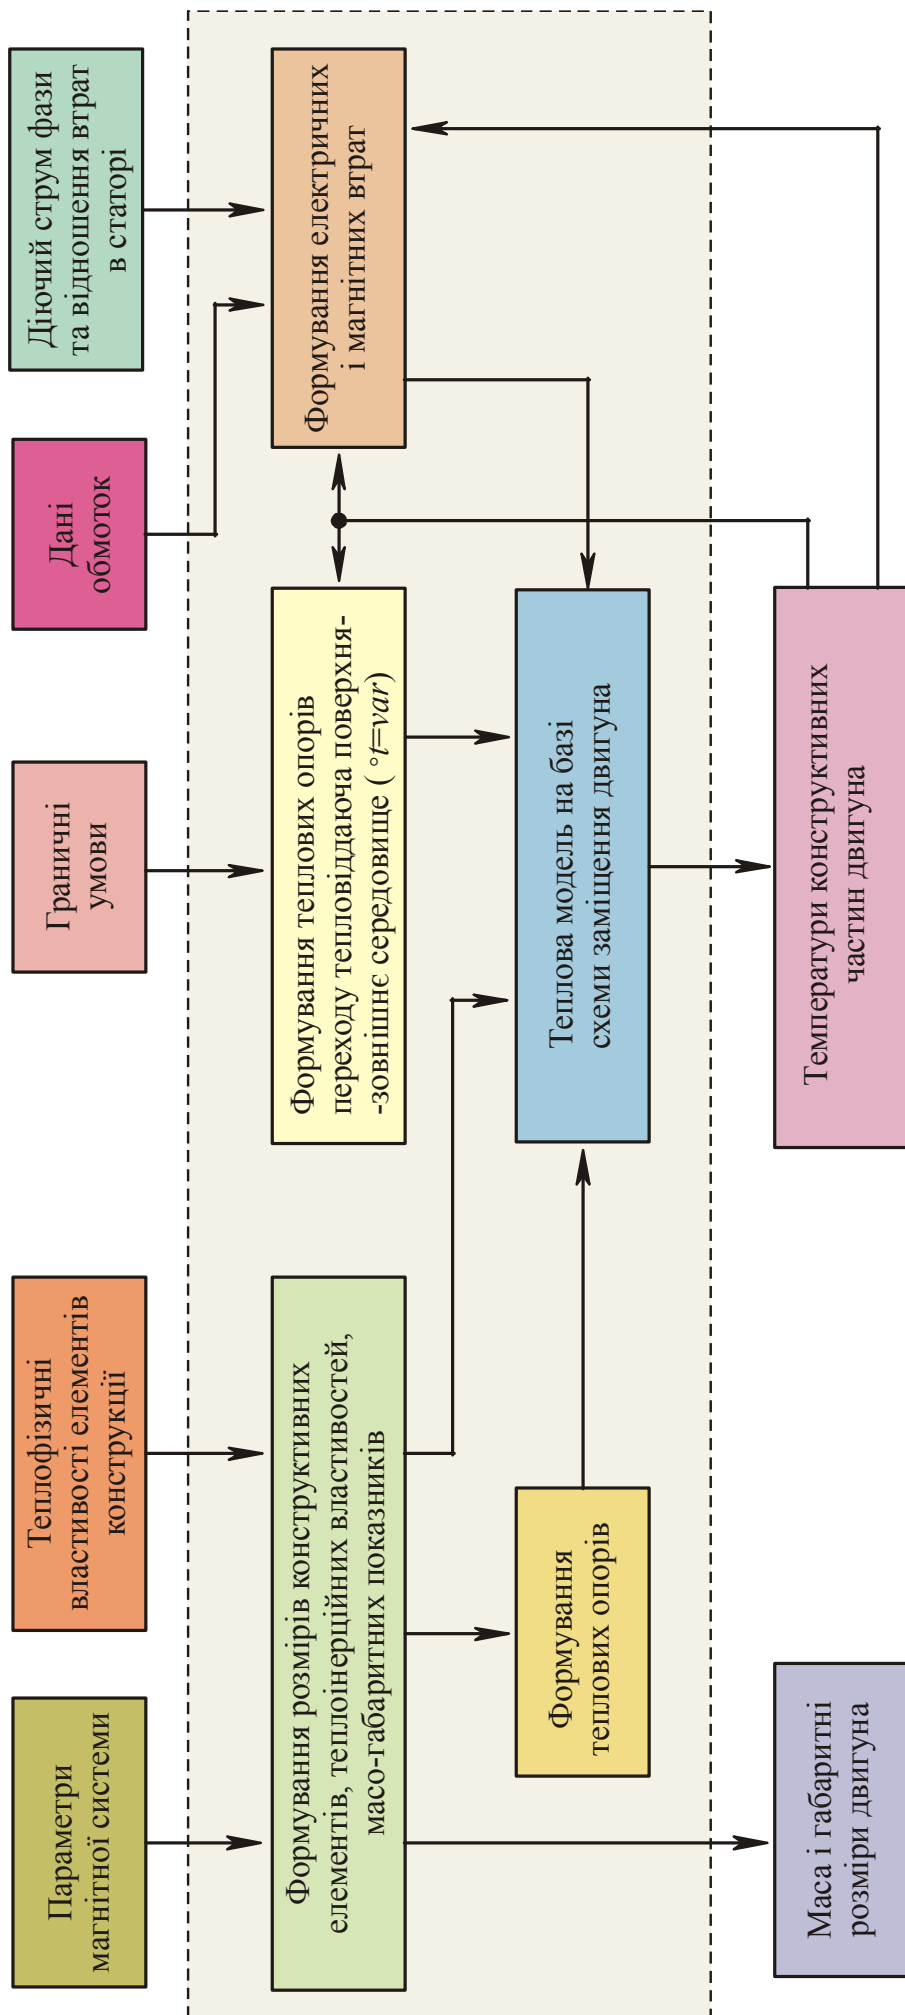 Параметри
магнітної системи
Теплофізичні
властивості елементів
конструкції
Граничні
умови
Дані
обмоток
Діючий струм фази
та відношення втрат
в статорі
Формування розмірів конструктивних
елементів, теплоінерційних властивостей,
масо-габаритних показників
Формування теплових опорів
переходу тепловіддаюча поверхня-
-зовнішнє середовище ( °t=var)
Формування електричних
і магнітних втрат
Формування
теплових опорів
Теплова модель на базі
схеми заміщення двигуна
Маса і габаритні
розміри двигуна
Температури конструктивних
частин двигуна